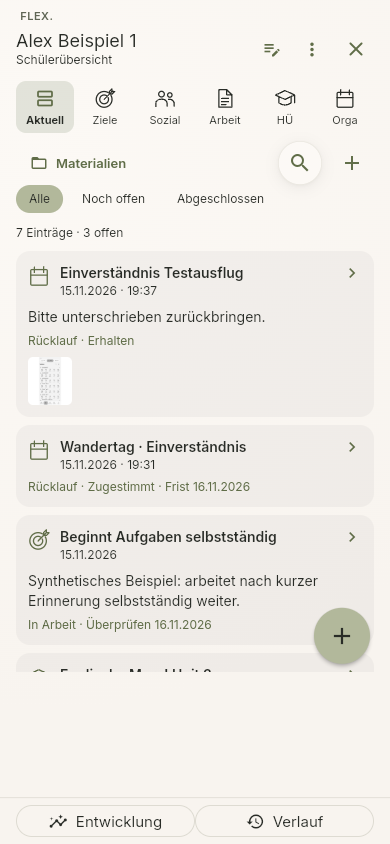 FLEX.
Alex Beispiel 1
Schülerübersicht
Aktuell
Ziele
Sozial
Arbeit
HÜ
Orga
Materialien
Alle
Noch offen
Abgeschlossen
7 Einträge · 3 offen
Einverständnis Testausflug
15.11.2026 · 19:37
Bitte unterschrieben zurückbringen.
Rücklauf · Erhalten
Wandertag · Einverständnis
15.11.2026 · 19:31
Rücklauf · Zugestimmt · Frist 16.11.2026
Beginnt Aufgaben selbstständig
15.11.2026
Synthetisches Beispiel: arbeitet nach kurzer
Erinnerung selbstständig weiter.
In Arbeit · Überprüfen 16.11.2026
Entwicklung
Verlauf